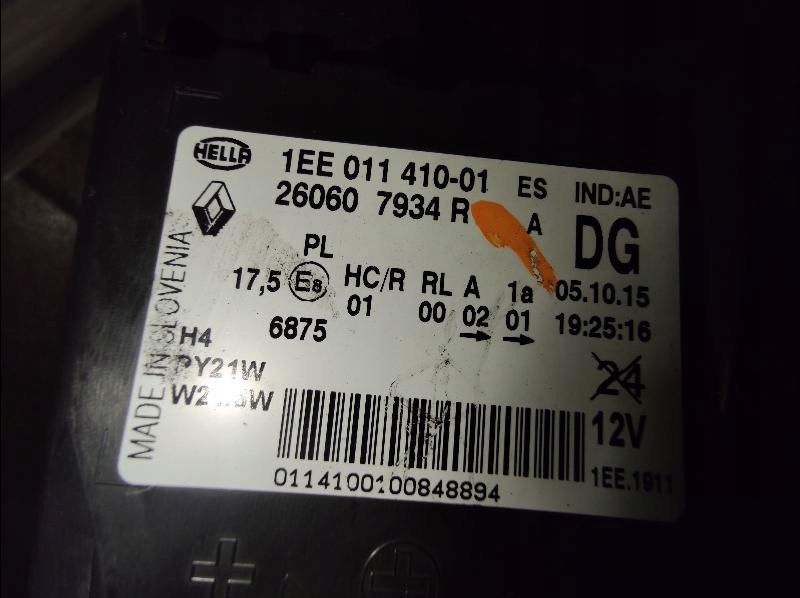 HELLA
1EE 011 410-01 ES IND:AE
26060 7934 R A DG
PL
17,5 E8 HC/R RL A 1a 05.10.15
6875 01 00 02 01 19:25:16
H4
PY21W
24
12V
0114100100848894
1EE.1911
MADE IN SLOVENIA